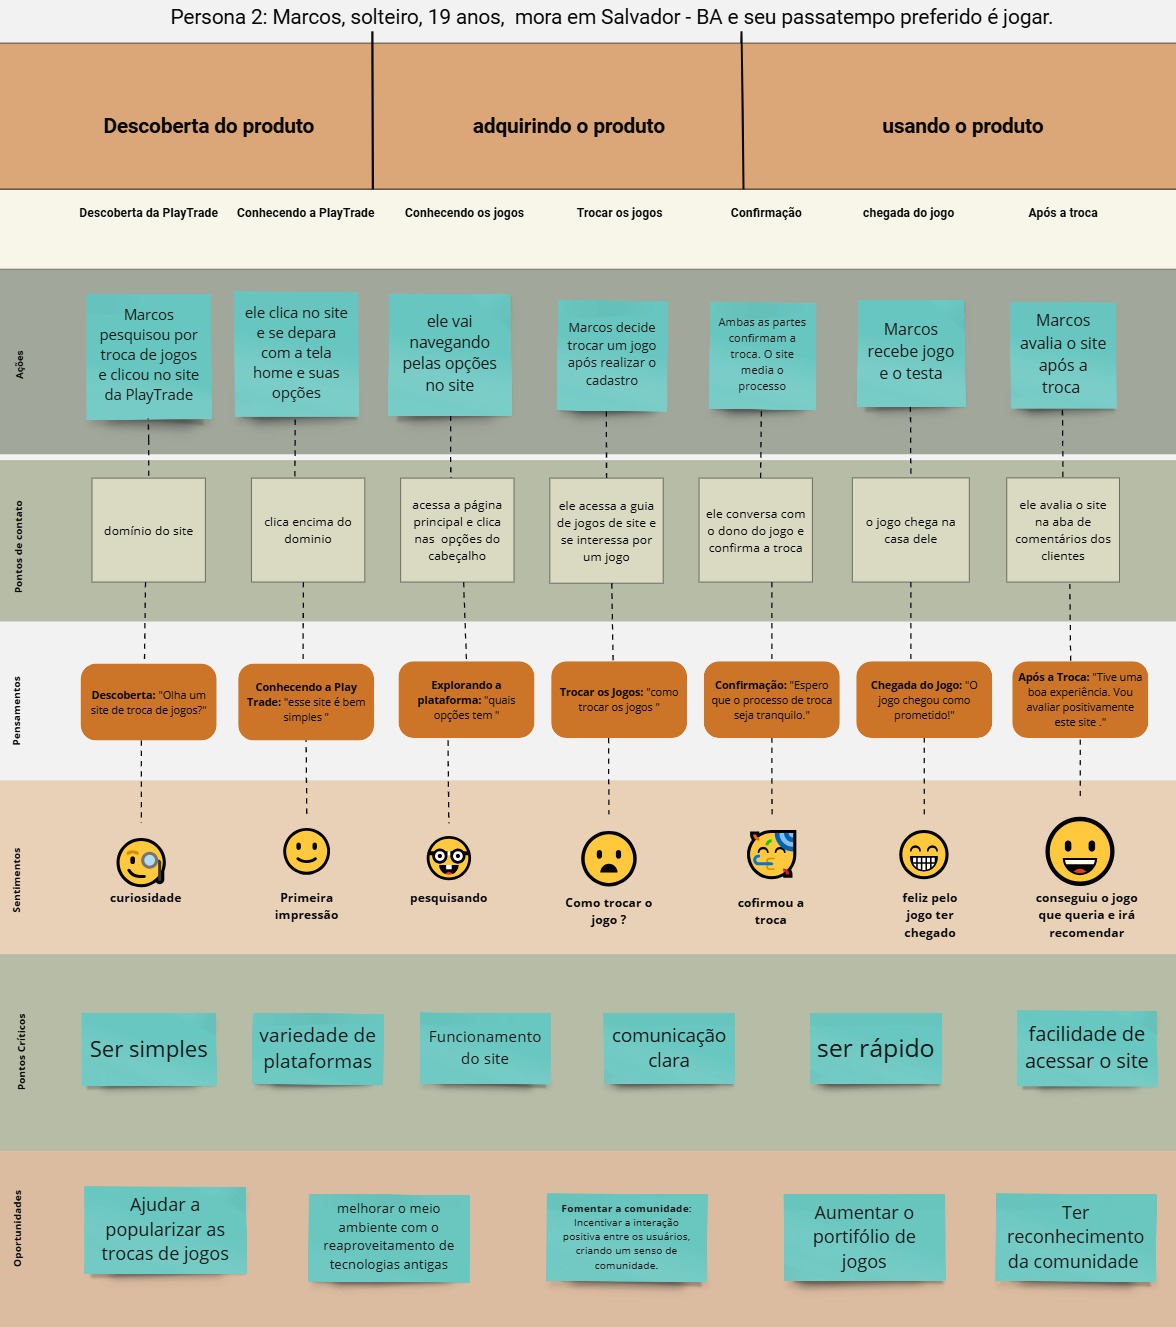 Persona 2: Marcos, solteiro, 19 anos,  mora em Salvador - BA e seu passatempo preferido é jogar.
Descoberta do produto
adquirindo o produto
usando o produto
Descoberta da PlayTrade
Conhecendo a PlayTrade
Conhecendo os jogos
Trocar os jogos
Confirmação
chegada do jogo
Após a troca
Ações
Marcos
pesquisou por
troca de jogos
e clicou no site
da PlayTrade
ele clica no site
e se depara
com a tela
home e suas
opções
ele vai
navegando
pelas opções
no site
Marcos decide
trocar um jogo
após realizar o
cadastro
Ambas as partes
confirmam a
troca. O site
media o
processo
Marcos
recebe jogo
e o testa
Marcos
avalia o site
após a
troca
Pontos de contato
domínio do site
clica encima do
dominio
acessa a página
principal e clica
nas  opções do
cabeçalho
ele acessa a guia
de jogos de site e
se interessa por
um jogo
ele conversa com
o dono do jogo e
confirma a troca
o jogo chega na
casa dele
ele avalia o site
na aba de
comentários dos
clientes
Pensamentos
Descoberta: "Olha um
site de troca de jogos?"
Conhecendo a Play
Trade: "esse site é bem
simples "
Explorando a
plataforma: "quais
opções tem "
Trocar os Jogos: "como
trocar os jogos "
Confirmação: "Espero
que o processo de troca
seja tranquilo."
Chegada do Jogo: "O
jogo chegou como
prometido!"
Após a Troca: "Tive uma
boa experiência. Vou
avaliar positivamente
este site ."
Sentimentos
curiosidade
Primeira
impressão
pesquisando
Como trocar o
jogo ?
cofirmou a
troca
feliz pelo
jogo ter
chegado
conseguiu o jogo
que queria e irá
recomendar
Pontos Críticos
Ser simples
variedade de
plataformas
Funcionamento
do site
comunicação
clara
ser rápido
facilidade de
acessar o site
Oportunidades
Ajudar a
popularizar as
trocas de jogos
melhorar o meio
ambiente com o
reaproveitamento de
tecnologias antigas
Fomentar a comunidade:
Incentivar a interação
positiva entre os usuários,
criando um senso de
comunidade.
Aumentar o
portifólio de
jogos
Ter
reconhecimento
da comunidade